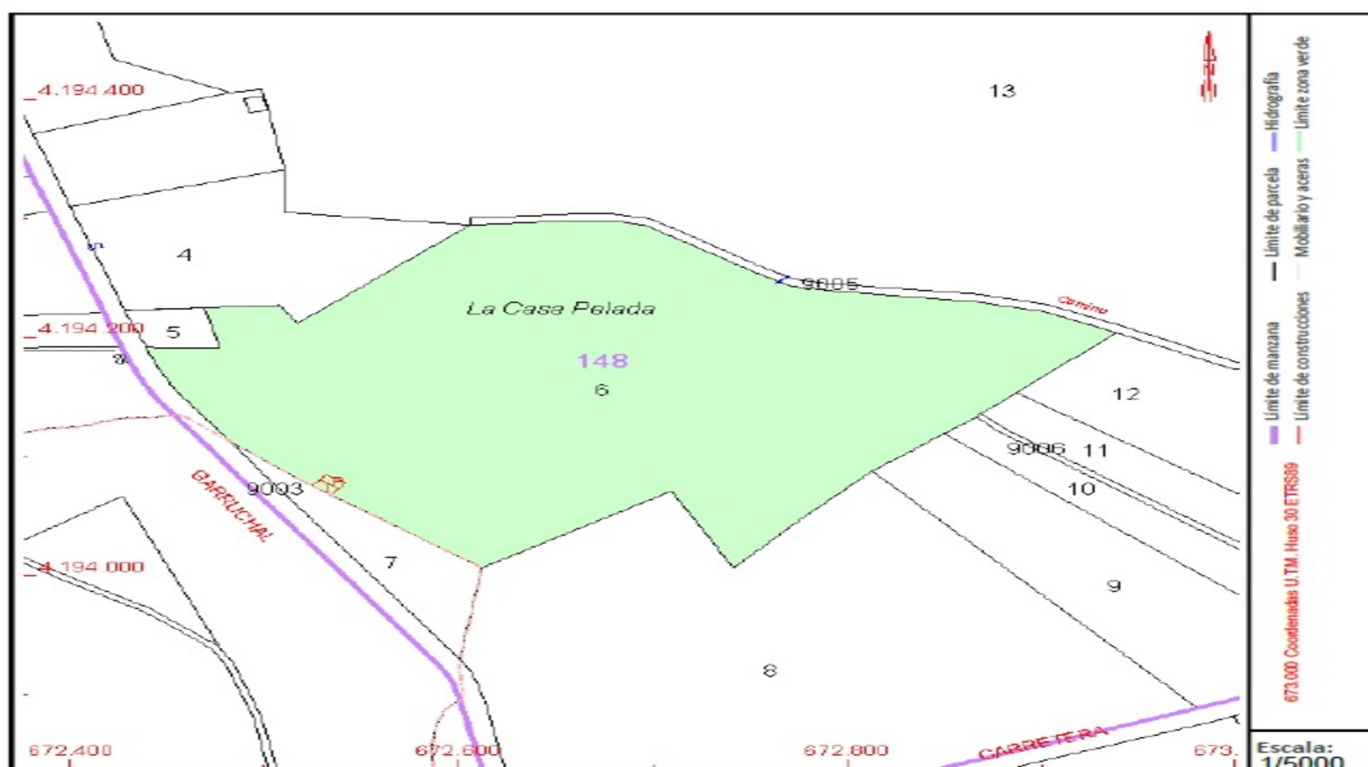 4.194.400
13
4
9005
Camino
La Casa Pelada
4.194.200
5
148
6
12
9006
11
10
GARRUCHAL
9003
7
4.194.000
9
8
672.400
672.600
672.800
CARRETERA
673.
Hidrografía
Límite zona verde
Límite de parcela
Mobiliario y aceras
Límite de manzana
Límite de construcciones
673.000 Coordenadas U.T.M. Huso 30 ETRS89
Escala:
1/5000